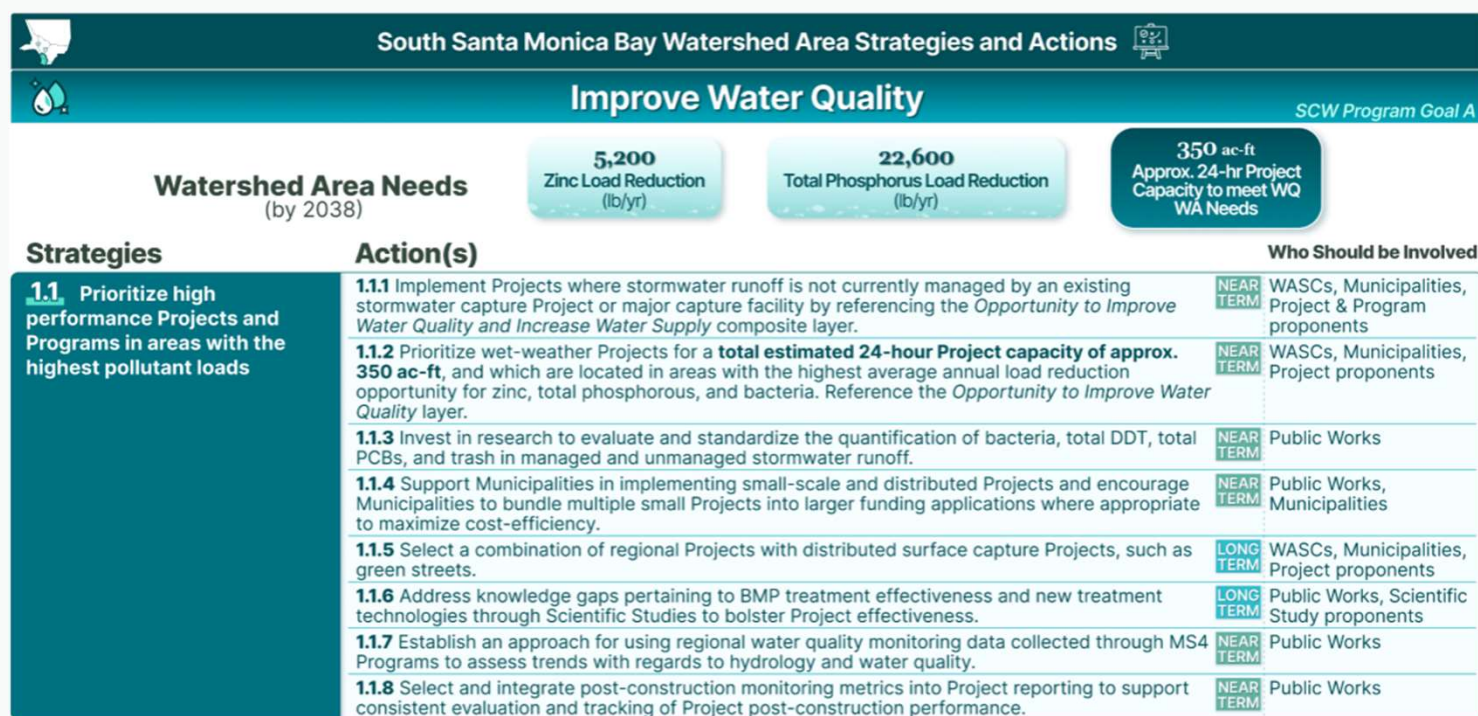 South Santa Monica Bay Watershed Area Strategies and Actions
Improve Water Quality
SCW Program Goal A
Watershed Area Needs
(by 2038)
5,200
Zinc Load Reduction
(lb/yr)
22,600
Total Phosphorus Load Reduction
(lb/yr)
350 ac-ft
Approx. 24-hr Project
Capacity to meet WQ
WA Needs
Strategies
Action(s)
Who Should be Involved
1.1 Prioritize high
performance Projects and
Programs in areas with the
highest pollutant loads
1.1.1 Implement Projects where stormwater runoff is not currently managed by an existing
stormwater capture Project or major capture facility by referencing the Opportunity to Improve
Water Quality and Increase Water Supply composite layer.
NEAR
TERM
WASCs, Municipalities,
Project & Program
proponents
1.1.2 Prioritize wet-weather Projects for a total estimated 24-hour Project capacity of approx.
350 ac-ft, and which are located in areas with the highest average annual load reduction
opportunity for zinc, total phosphorous, and bacteria. Reference the Opportunity to Improve Water
Quality layer.
NEAR
TERM
WASCs, Municipalities,
Project proponents
1.1.3 Invest in research to evaluate and standardize the quantification of bacteria, total DDT, total
PCBs, and trash in managed and unmanaged stormwater runoff.
NEAR
TERM
Public Works
1.1.4 Support Municipalities in implementing small-scale and distributed Projects and encourage
Municipalities to bundle multiple small Projects into larger funding applications where appropriate
to maximize cost-efficiency.
NEAR
TERM
Public Works,
Municipalities
1.1.5 Select a combination of regional Projects with distributed surface capture Projects, such as
green streets.
LONG
TERM
WASCs, Municipalities,
Project proponents
1.1.6 Address knowledge gaps pertaining to BMP treatment effectiveness and new treatment
technologies through Scientific Studies to bolster Project effectiveness.
LONG
TERM
Public Works, Scientific
Study proponents
1.1.7 Establish an approach for using regional water quality monitoring data collected through MS4
Programs to assess trends with regards to hydrology and water quality.
NEAR
TERM
Public Works
1.1.8 Select and integrate post-construction monitoring metrics into Project reporting to support
consistent evaluation and tracking of Project post-construction performance.
NEAR
TERM
Public Works